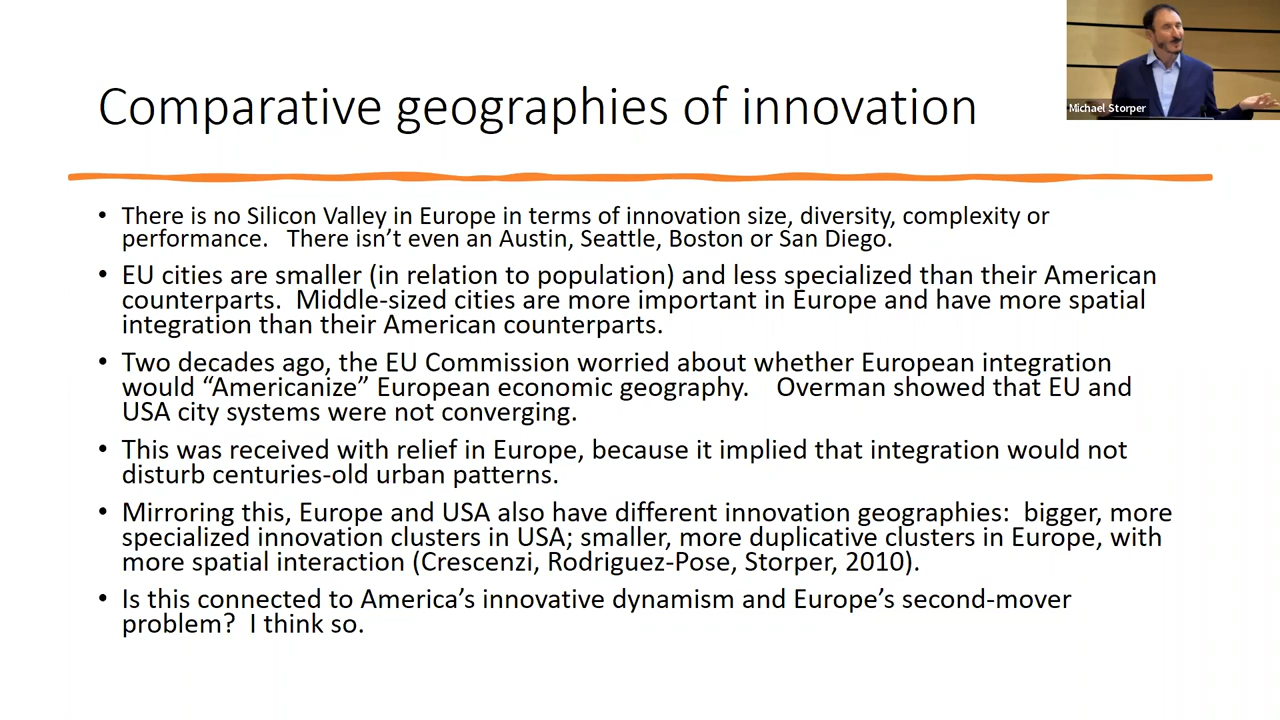 Michael Storper
Comparative geographies of innovation
• There is no Silicon Valley in Europe in terms of innovation size, diversity, complexity or
performance.   There isn’t even an Austin, Seattle, Boston or San Diego.
• EU cities are smaller (in relation to population) and less specialized than their American
counterparts.  Middle-sized cities are more important in Europe and have more spatial
integration than their American counterparts.
• Two decades ago, the EU Commission worried about whether European integration
would “Americanize” European economic geography.    Overman showed that EU and
USA city systems were not converging.
• This was received with relief in Europe, because it implied that integration would not
disturb centuries-old urban patterns.
• Mirroring this, Europe and USA also have different innovation geographies:  bigger, more
specialized innovation clusters in USA; smaller, more duplicative clusters in Europe, with
more spatial interaction (Crescenzi, Rodriguez-Pose, Storper, 2010).
• Is this connected to America’s innovative dynamism and Europe’s second-mover
problem?  I think so.